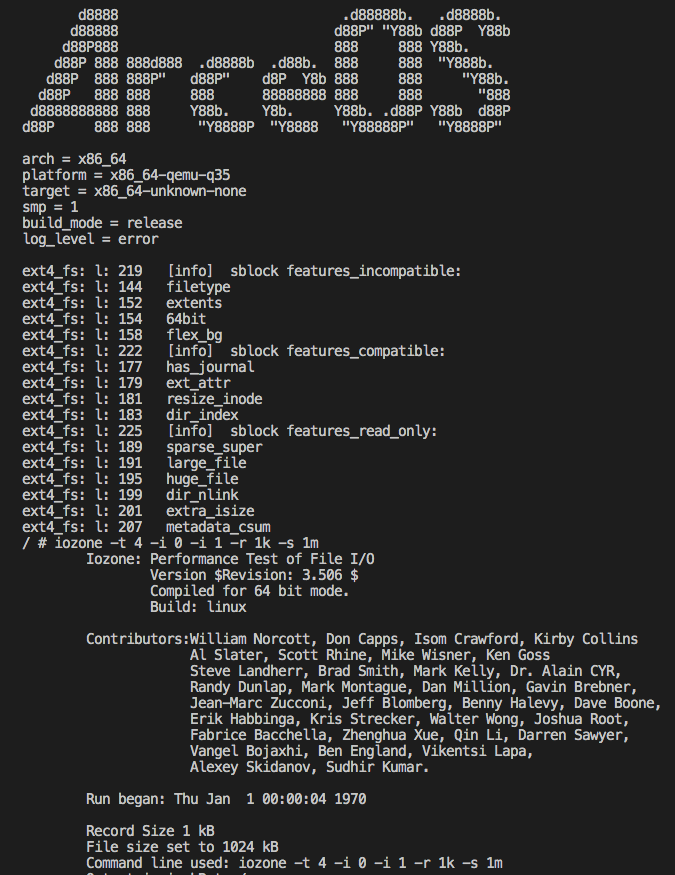 d8888                            .d88888b.   .d8888b.
      d88888                           d88P" "Y88b d88P  Y88b
     d88P888                           888     888 Y88b.
    d88P 888 888d888  .d8888b  .d88b.  888     888  "Y888b.
   d88P  888 888P"   d88P"    d8P  Y8b 888     888     "Y88b.
  d88P   888 888     888      88888888 888     888       "888
 d8888888888 888     Y88b.    Y8b.     Y88b. .d88P Y88b  d88P
d88P     888 888      "Y8888P  "Y8888   "Y88888P"   "Y8888P"
arch = x86_64
platform = x86_64-qemu-q35
target = x86_64-unknown-none
smp = 1
build_mode = release
log_level = error
ext4_fs: l: 219   [info]  sblock features_incompatible:
ext4_fs: l: 144   filetype
ext4_fs: l: 152   extents
ext4_fs: l: 154   64bit
ext4_fs: l: 158   flex_bg
ext4_fs: l: 222   [info]  sblock features_compatible:
ext4_fs: l: 177   has_journal
ext4_fs: l: 179   ext_attr
ext4_fs: l: 181   resize_inode
ext4_fs: l: 183   dir_index
ext4_fs: l: 225   [info]  sblock features_read_only:
ext4_fs: l: 189   sparse_super
ext4_fs: l: 191   large_file
ext4_fs: l: 195   huge_file
ext4_fs: l: 199   dir_nlink
ext4_fs: l: 201   extra_isize
ext4_fs: l: 207   metadata_csum
/ # iozone -t 4 -i 0 -i 1 -r 1k -s 1m
Iozone: Performance Test of File I/O
Version $Revision: 3.506 $
Compiled for 64 bit mode.
Build: linux
Contributors:William Norcott, Don Capps, Isom Crawford, Kirby Collins
Al Slater, Scott Rhine, Mike Wisner, Ken Goss
Steve Landherr, Brad Smith, Mark Kelly, Dr. Alain CYR,
Randy Dunlap, Mark Montague, Dan Million, Gavin Brebner,
Jean-Marc Zucconi, Jeff Blomberg, Benny Halevy, Dave Boone,
Erik Habbinga, Kris Strecker, Walter Wong, Joshua Root,
Fabrice Bacchella, Zhenghua Xue, Qin Li, Darren Sawyer,
Vangel Bojaxhi, Ben England, Vikentsi Lapa,
Alexey Skidanov, Sudhir Kumar.
Run began: Thu Jan  1 00:00:04 1970
Record Size 1 kB
File size set to 1024 kB
Command line used: iozone -t 4 -i 0 -i 1 -r 1k -s 1m